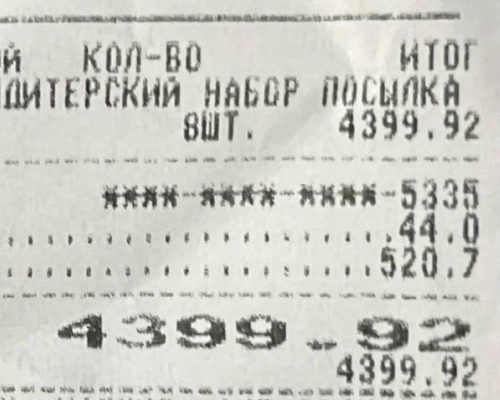 Й КОЛ-ВО ИТОГ
ДИТЕРСКИЙ НАБОР ПОСЫЛКА
8ШТ. 4399.92
****-****-****-5335
.44.0
.520.7
4399.92
4399.92